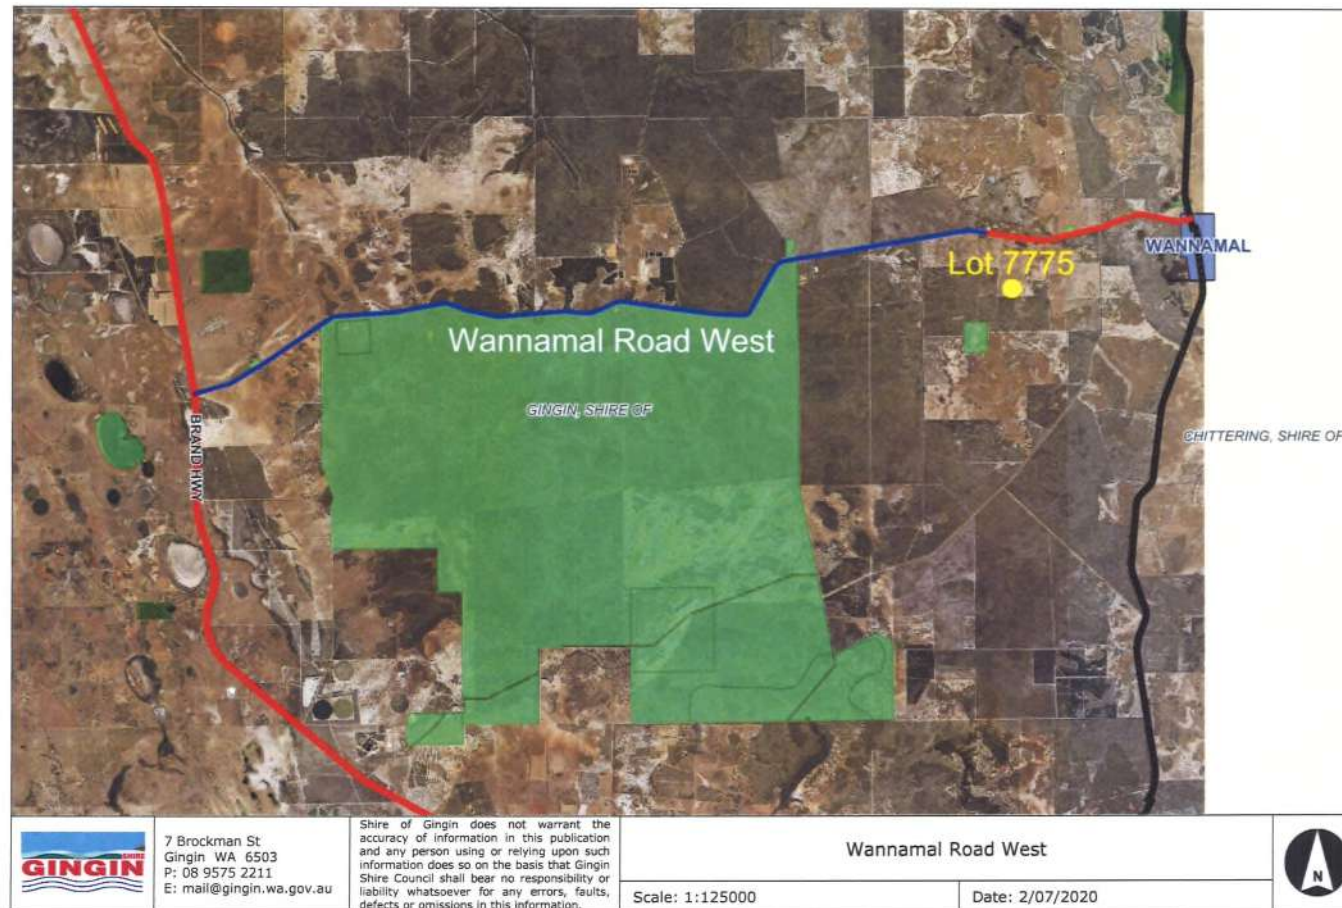 WANNAMAL
Lot 7775
Wannamal Road West
GINGIN, SHIRE OF
BRAND HWY
CHITTERING, SHIRE OF
SHIRE
GINGIN
7 Brockman St
Gingin WA 6503
P: 08 9575 2211
E: mail@gingin.wa.gov.au
Shire of Gingin does not warrant the
accuracy of information in this publication
and any person using or relying upon such
information does so on the basis that Gingin
Shire Council shall bear no responsibility or
liability whatsoever for any errors, faults,
defects or omissions in this information.
Wannamal Road West
Scale: 1:125000
Date: 2/07/2020
N